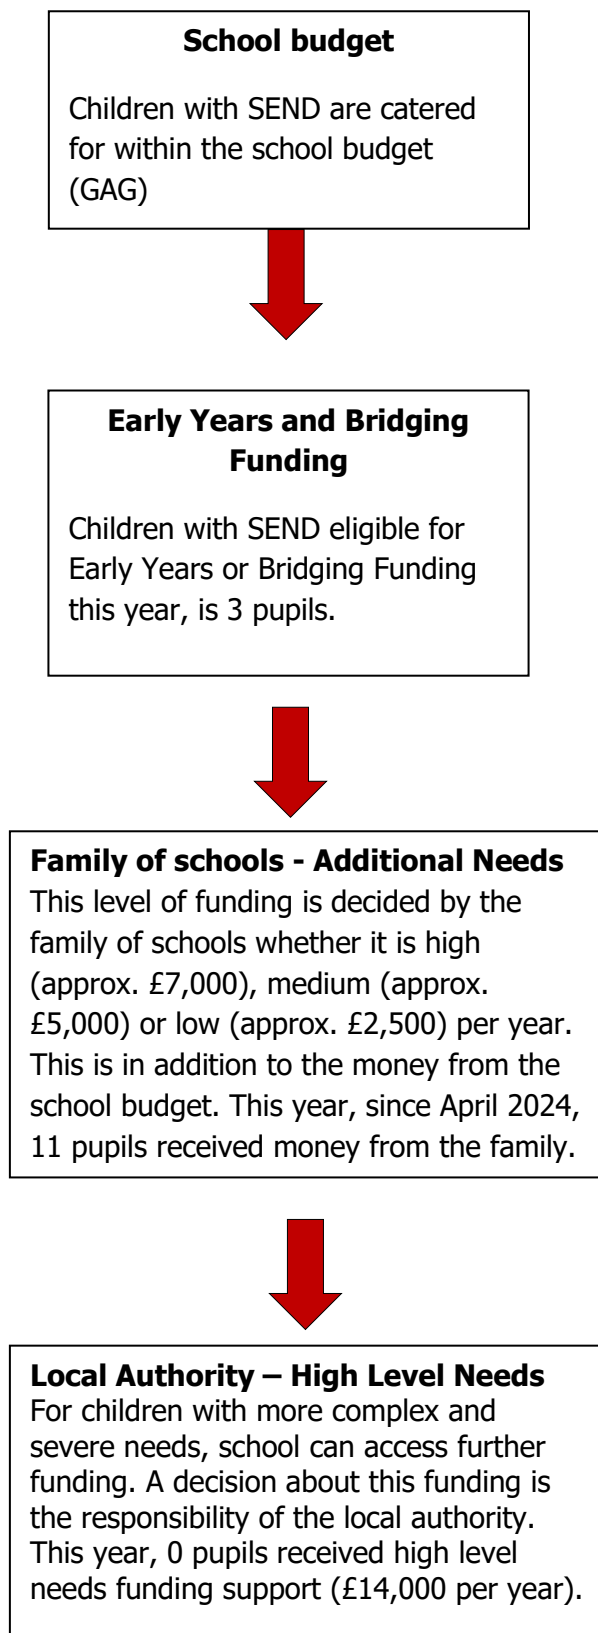 School budget
Children with SEND are catered
for within the school budget
(GAG)
Early Years and Bridging
Funding
Children with SEND eligible for
Early Years or Bridging Funding
this year, is 3 pupils.
Family of schools - Additional Needs
This level of funding is decided by the
family of schools whether it is high
(approx. £7,000), medium (approx.
£5,000) or low (approx. £2,500) per year.
This is in addition to the money from the
school budget. This year, since April 2024,
11 pupils received money from the family.
Local Authority – High Level Needs
For children with more complex and
severe needs, school can access further
funding. A decision about this funding is
the responsibility of the local authority.
This year, 0 pupils received high level
needs funding support (£14,000 per year).